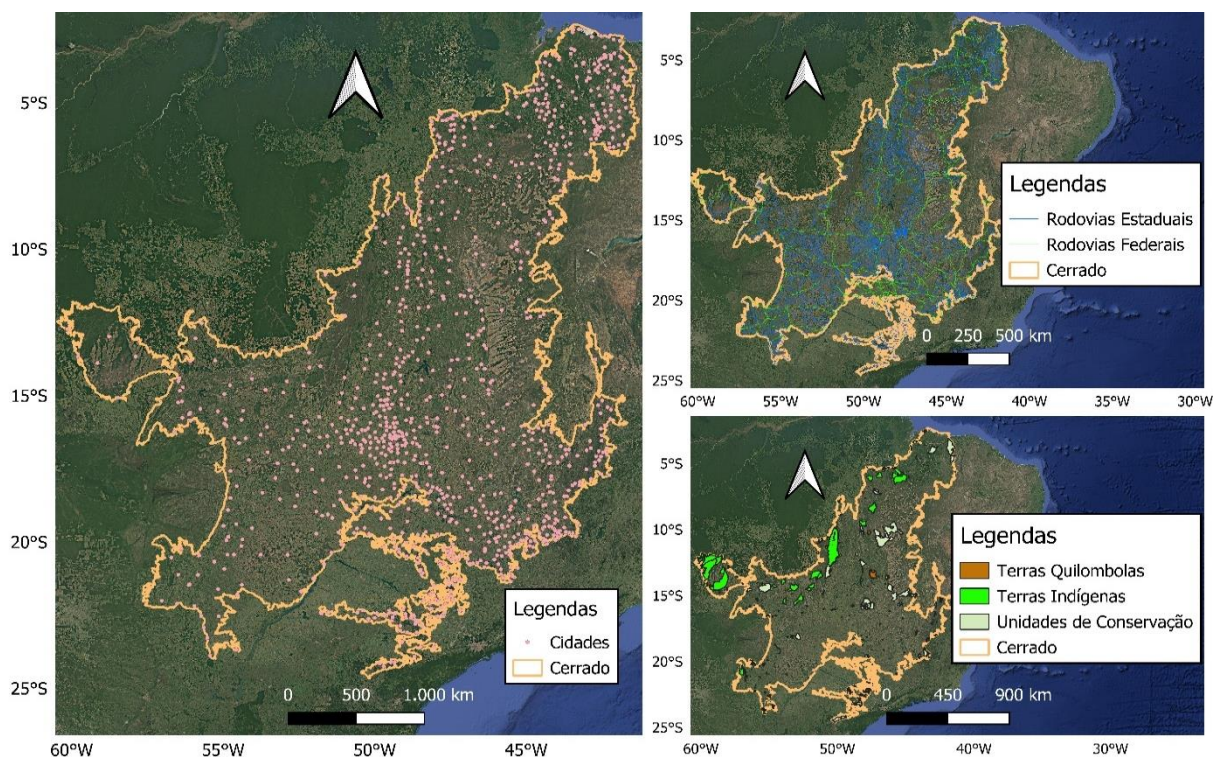 5°S
10°S
15°S
20°S
25°S
60°W
55°W
50°W
45°W
Legendas
Cidades
Cerrado
0 500 1.000 km
5°S
10°S
15°S
20°S
25°S
60°W
55°W
50°W
45°W
40°W
35°W
30°W
Legendas
Rodovias Estaduais
Rodovias Federais
Cerrado
0 250 500 km
5°S
10°S
15°S
20°S
25°S
60°W
50°W
40°W
30°W
Legendas
Terras Quilombolas
Terras Indígenas
Unidades de Conservação
Cerrado
0 450 900 km